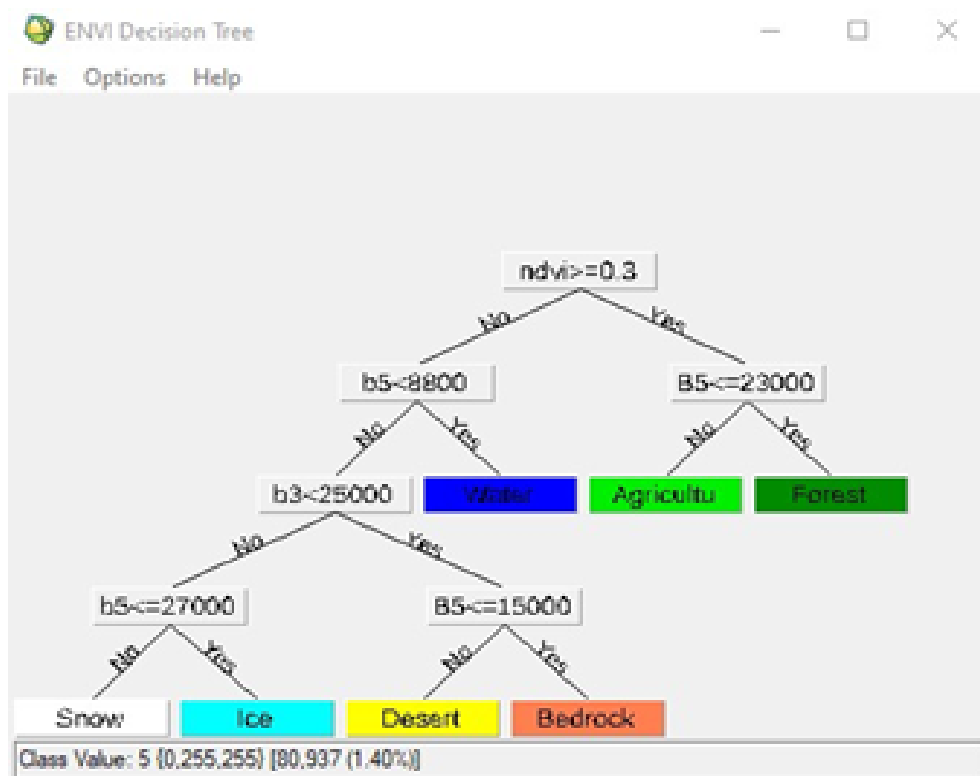 ENVI Decision Tree
File Options Help
ndvi>=0.3
No Yes
b5<8800 B5<=23000
No Yes No Yes
b3<25000 Water Agricultu Forest
No Yes
b5<=27000 B5<=15000
No Yes No Yes
Snow Ice Desert Bedrock
Class Value: 5 {0,255,255} [80,937 (1.40%)]